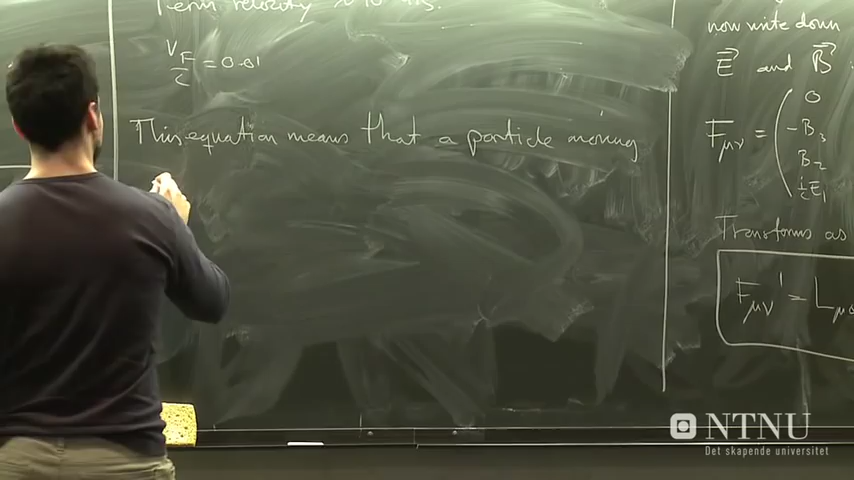 velocity
V_F/c = 0.01
This equation means that a particle moving
now write down
E⃗ and B⃗
F_μν = ( 0
-B_3
B_2
i/c E_1
Transforms as
F_μν' = L_μ
NTNU
Det skapende universitet